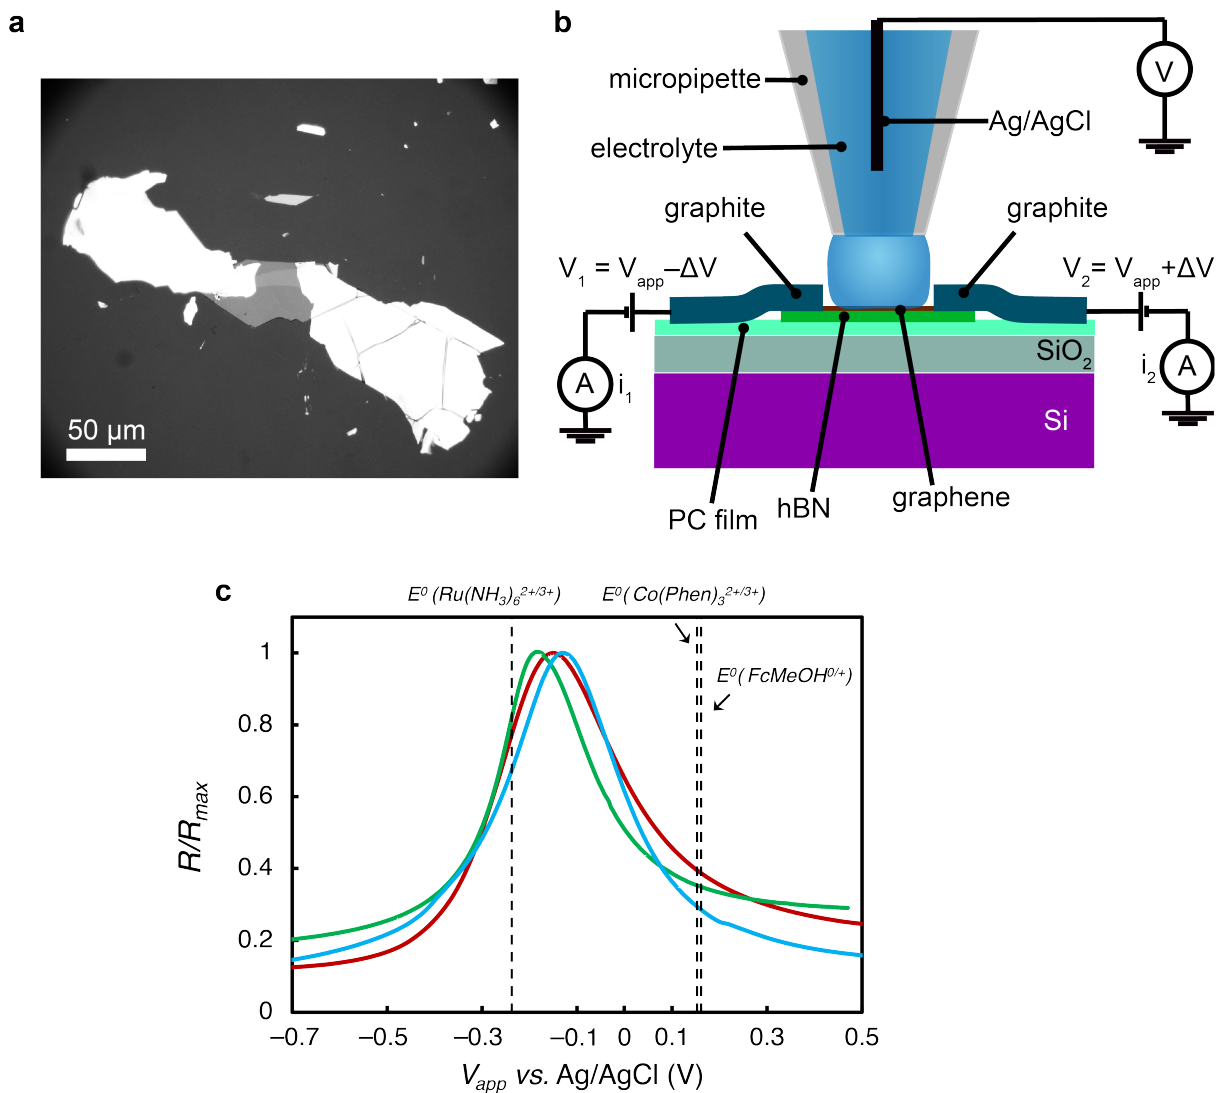 a
50 µm
b
micropipette
electrolyte
Ag/AgCl
V
graphite
graphite
V₁ = Vapp–ΔV
V₂= Vapp+ΔV
A
i₁
SiO₂
i₂
A
Si
PC film
hBN
graphene
c
E⁰ (Ru(NH₃)₆²⁺/³⁺)
E⁰ ( Co(Phen)₃²⁺/³⁺)
E⁰ ( FcMeOH⁰/⁺)
1
0.8
0.6
0.4
0.2
0
R/Rmax
–0.7
–0.5
–0.3
–0.1
0
0.1
0.3
0.5
Vapp vs. Ag/AgCl (V)